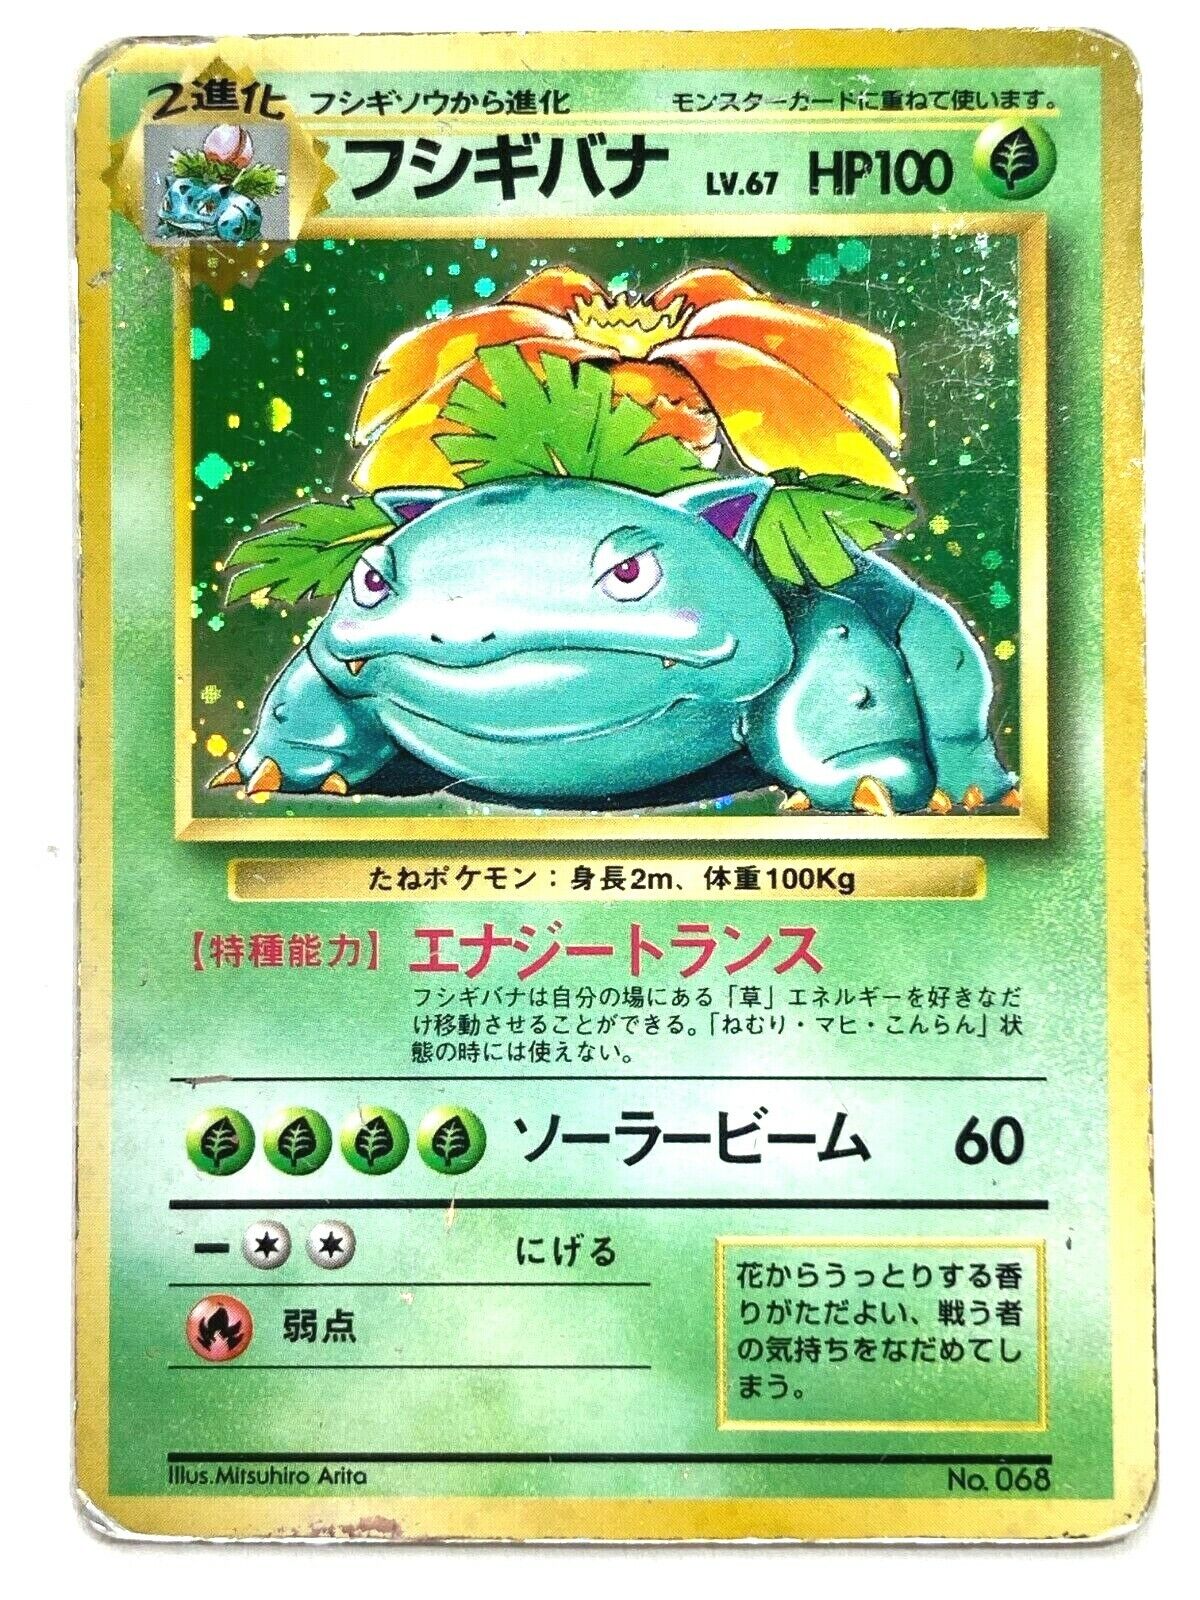 2進化 フシギソウから進化 モンスターカードに重ねて使います。
フシギバナ LV.67 HP100
たねポケモン：身長2m、体重100Kg
【特種能力】エナジートランス
フシギバナは自分の場にある「草」エネルギーを好きなだ
け移動させることができる。「ねむり・マヒ・こんらん」状
態の時には使えない。
ソーラービーム 60
ー にげる
弱点
花からうっとりする香
りがただよい、戦う者
の気持ちをなだめてし
まう。
Illus.Mitsuhiro Arita No. 068